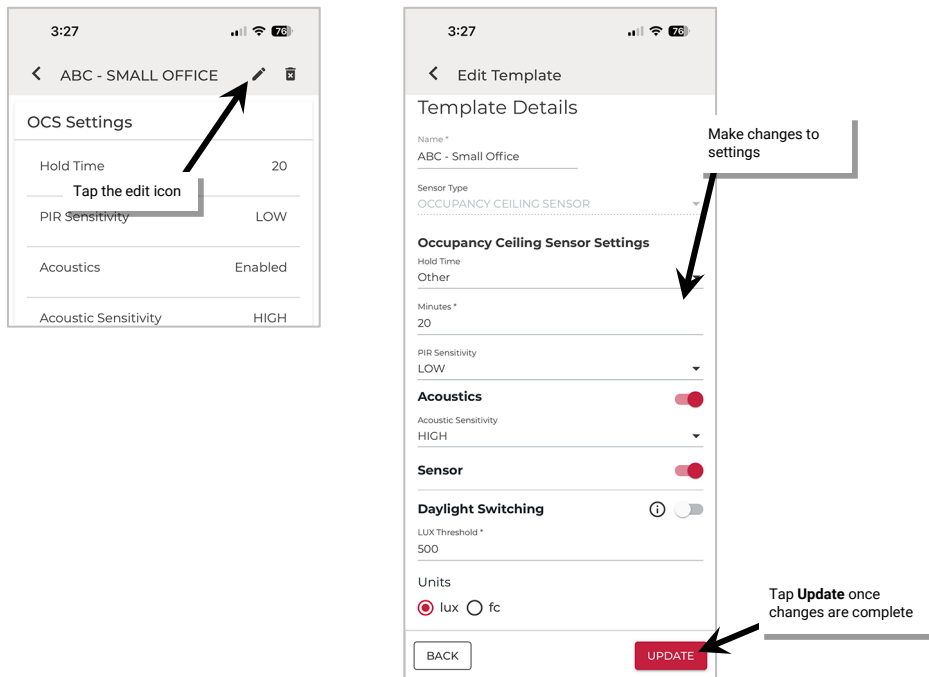 3:27
76
ABC - SMALL OFFICE
OCS Settings
Hold Time 20
Tap the edit icon
PIR Sensitivity LOW
Acoustics Enabled
Acoustic Sensitivity HIGH
3:27
76
Edit Template
Template Details
Name *
ABC - Small Office
Sensor Type
OCCUPANCY CEILING SENSOR
Occupancy Ceiling Sensor Settings
Hold Time
Other
Minutes *
20
PIR Sensitivity
LOW
Acoustics
Acoustic Sensitivity
HIGH
Sensor
Daylight Switching
LUX Threshold *
500
Units
lux fc
BACK UPDATE
Make changes to
settings
Tap Update once
changes are complete